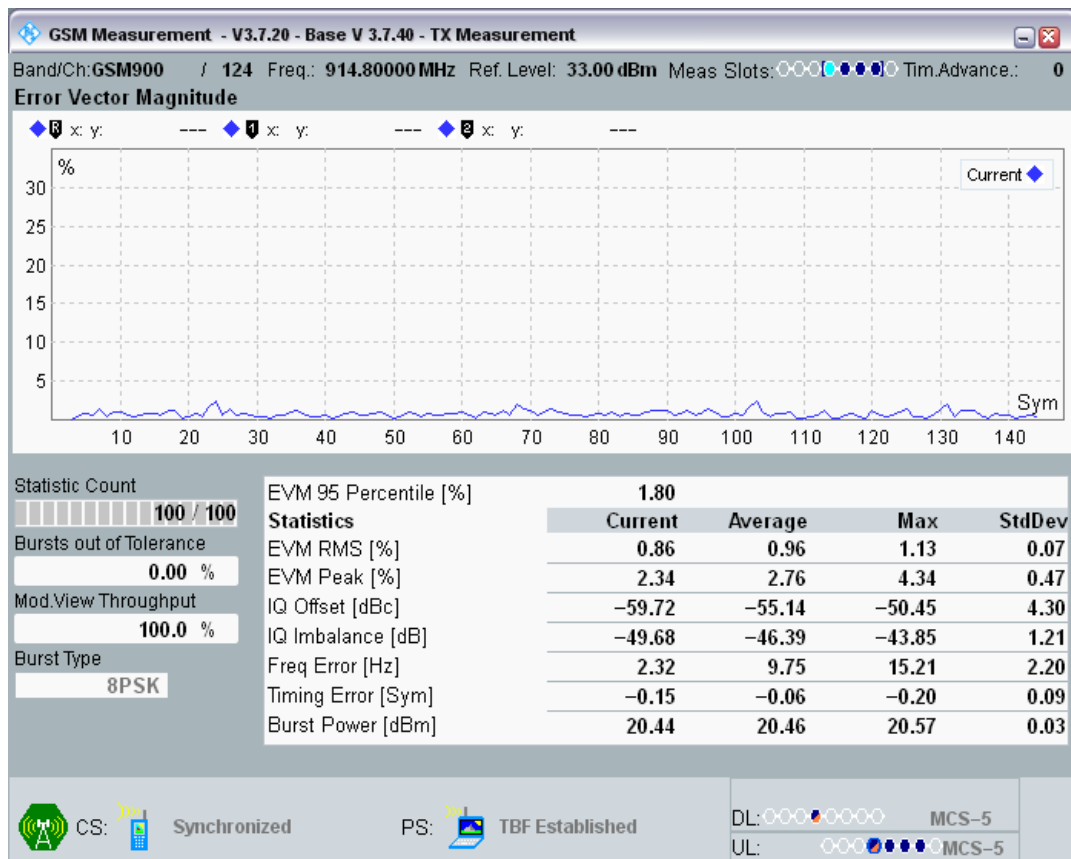 GSM Measurement - V3.7.20 - Base V 3.7.40 - TX Measurement
Band/Ch:GSM900 / 124 Freq.: 914.80000 MHz Ref. Level: 33.00 dBm Meas Slots: Tim.Advance.: 0
Error Vector Magnitude
R x: y: --- 1 x: y: --- 2 x: y: ---
%
Current
30
25
20
15
10
5
Sym
10 20 30 40 50 60 70 80 90 100 110 120 130 140
Statistic Count
100 / 100
Bursts out of Tolerance
0.00 %
Mod.View Throughput
100.0 %
Burst Type
8PSK
EVM 95 Percentile [%] 1.80
Statistics Current Average Max StdDev
EVM RMS [%] 0.86 0.96 1.13 0.07
EVM Peak [%] 2.34 2.76 4.34 0.47
IQ Offset [dBc] −59.72 −55.14 −50.45 4.30
IQ Imbalance [dB] −49.68 −46.39 −43.85 1.21
Freq Error [Hz] 2.32 9.75 15.21 2.20
Timing Error [Sym] −0.15 −0.06 −0.20 0.09
Burst Power [dBm] 20.44 20.46 20.57 0.03
CS: Synchronized PS: TBF Established
DL: MCS−5
UL: MCS−5